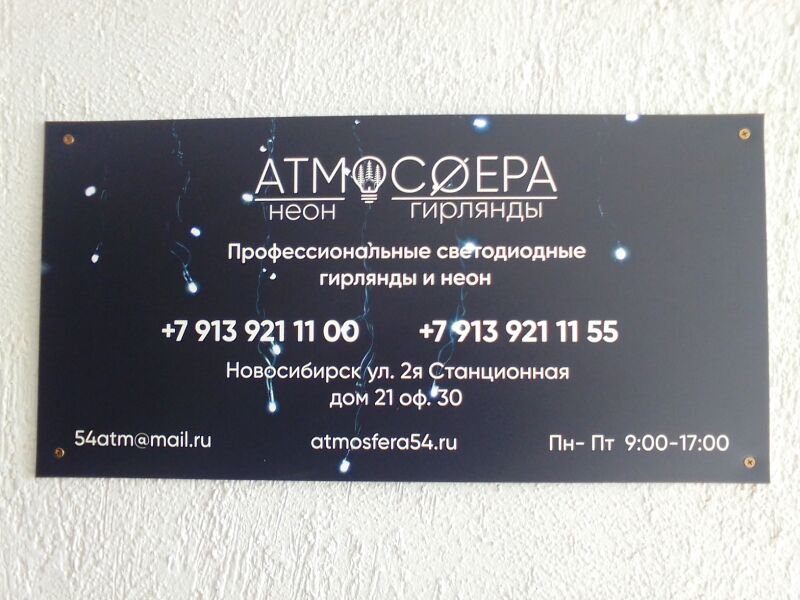 АТМОСФЕРА
неон гирлянды
Профессиональные светодиодные
гирлянды и неон
+7 913 921 11 00 +7 913 921 11 55
Новосибирск ул. 2я Станционная
дом 21 оф. 30
54atm@mail.ru atmosfera54.ru Пн- Пт 9:00-17:00